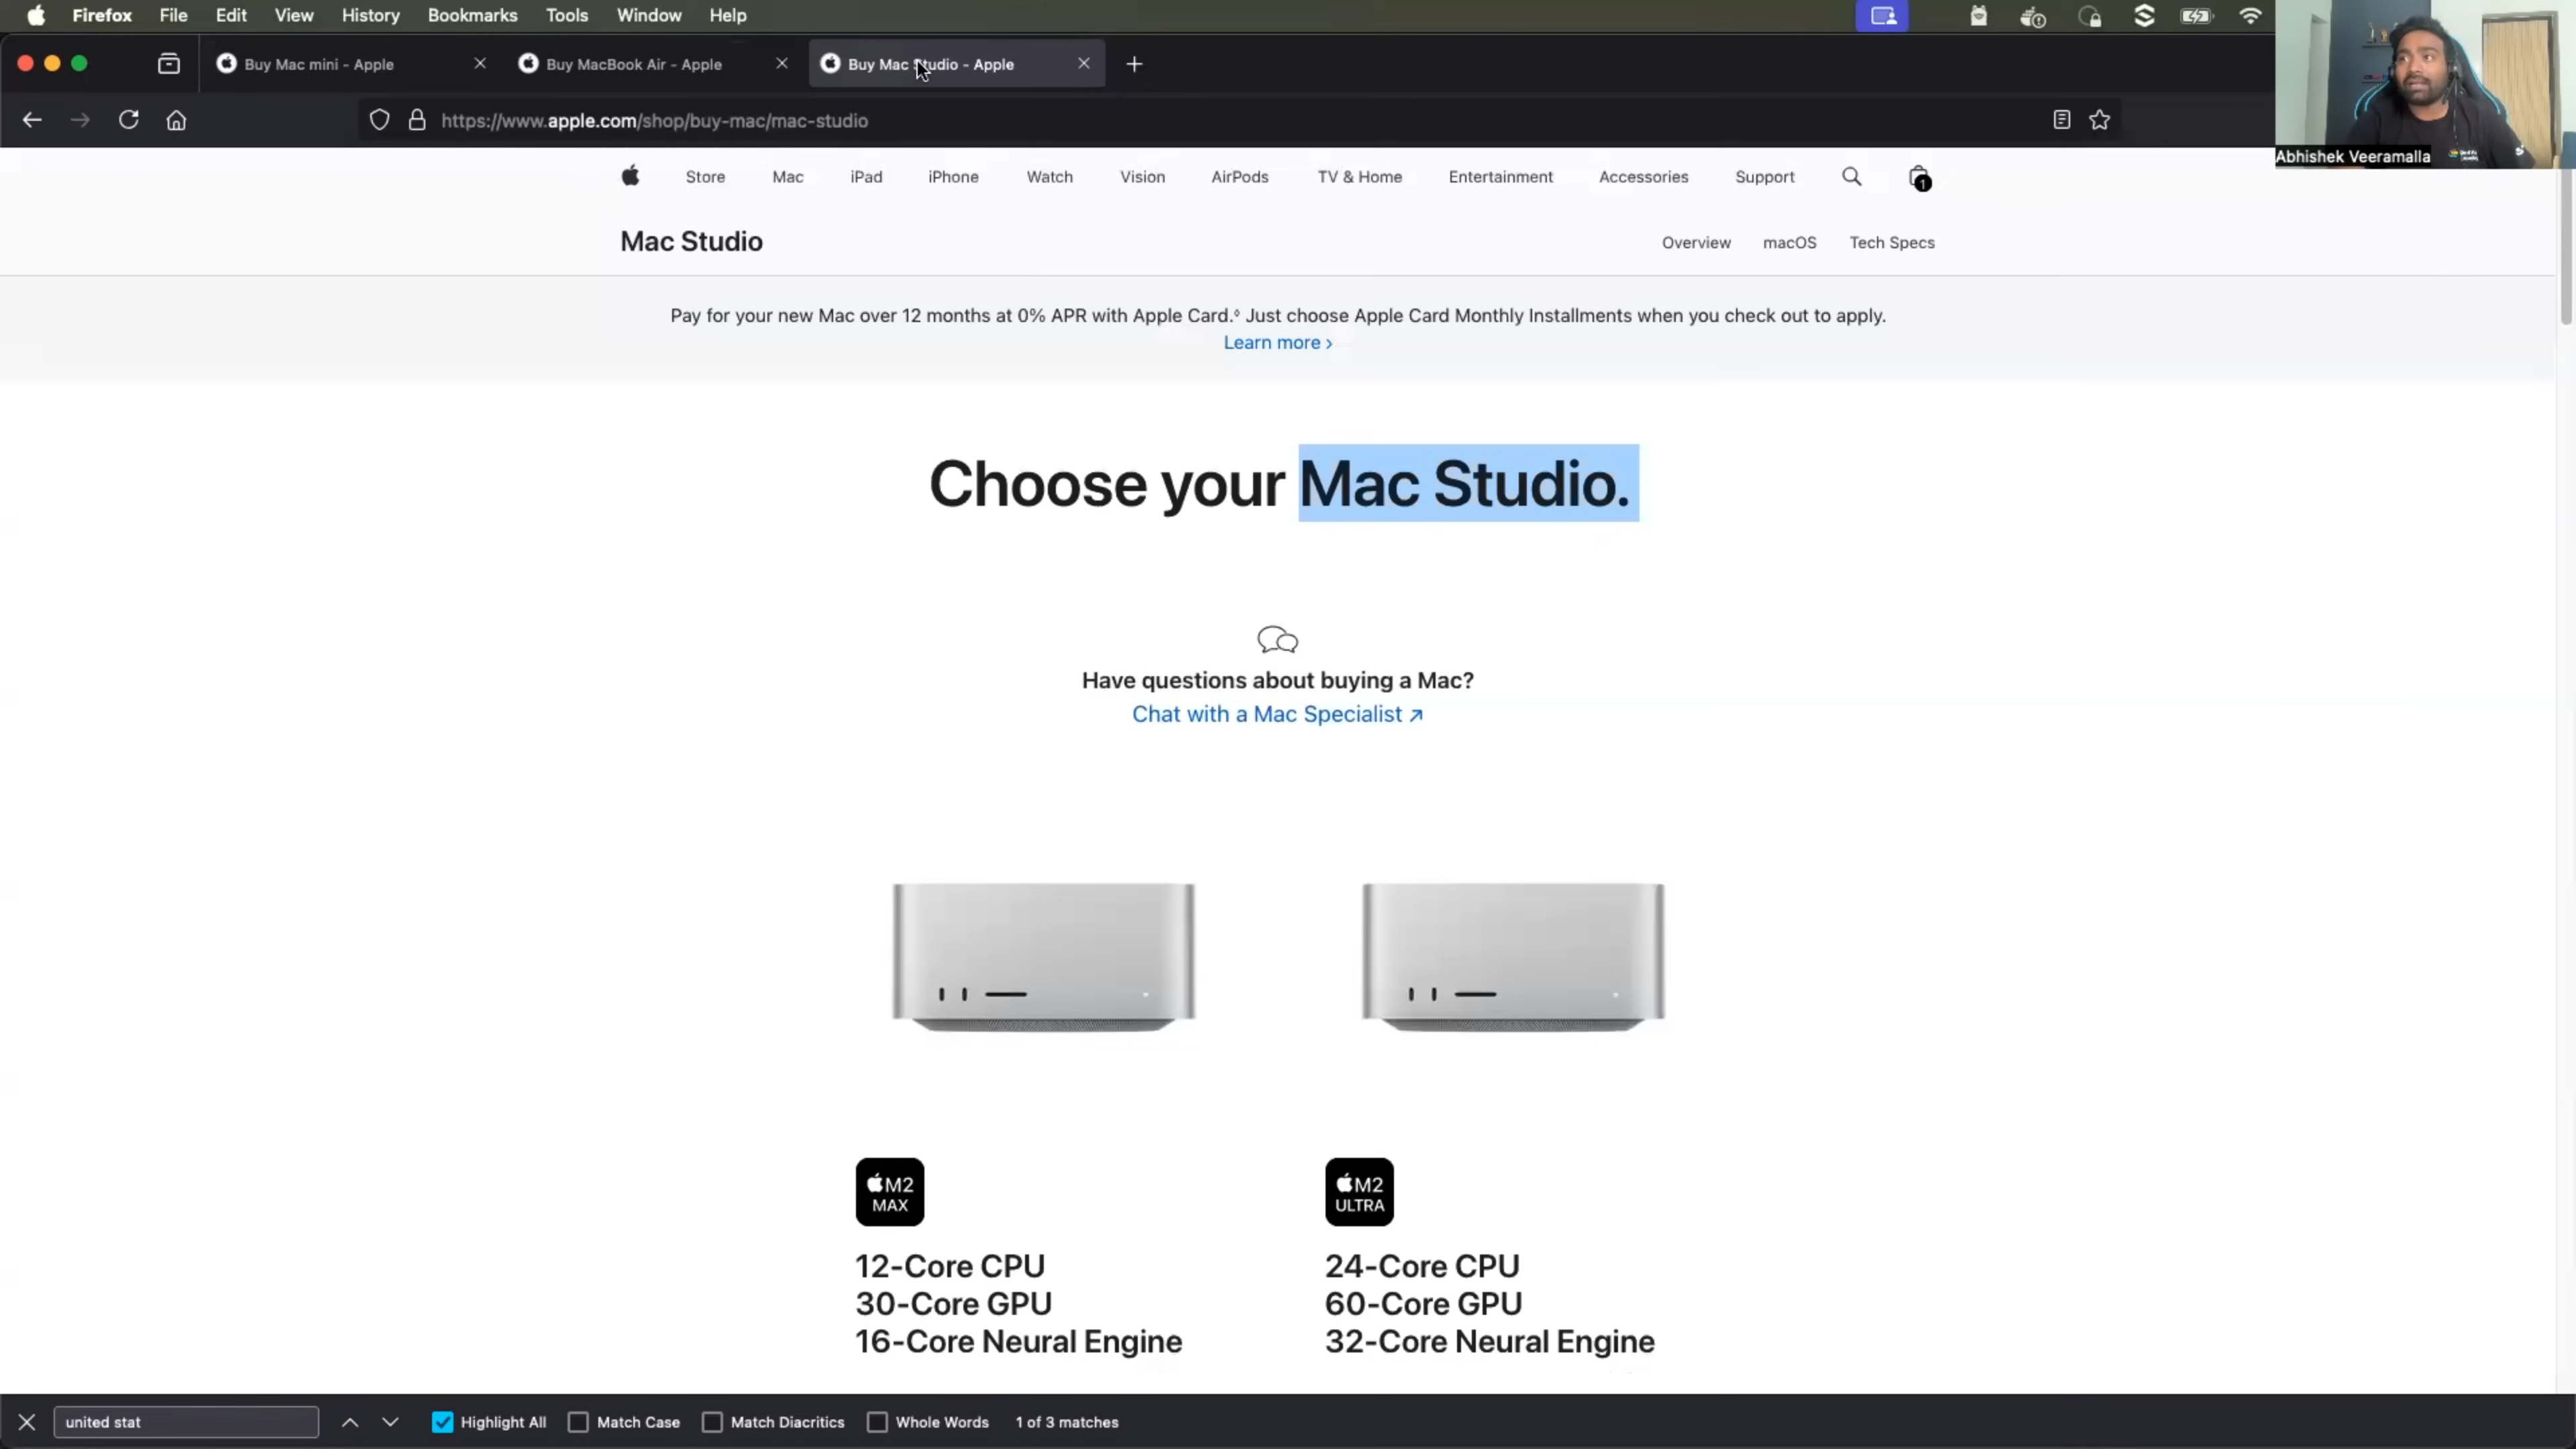 Firefox File Edit View History Bookmarks Tools Window Help
Buy Mac mini - Apple
Buy MacBook Air - Apple
Buy Mac Studio - Apple
https://www.apple.com/shop/buy-mac/mac-studio
Abhishek Veeramalla
Store Mac iPad iPhone Watch Vision AirPods TV & Home Entertainment Accessories Support 1
Mac Studio
Overview macOS Tech Specs
Pay for your new Mac over 12 months at 0% APR with Apple Card.◊ Just choose Apple Card Monthly Installments when you check out to apply.
Learn more ›
Choose your Mac Studio.
Have questions about buying a Mac?
Chat with a Mac Specialist ↗
M2
MAX
12-Core CPU
30-Core GPU
16-Core Neural Engine
M2
ULTRA
24-Core CPU
60-Core GPU
32-Core Neural Engine
united stat Highlight All Match Case Match Diacritics Whole Words 1 of 3 matches